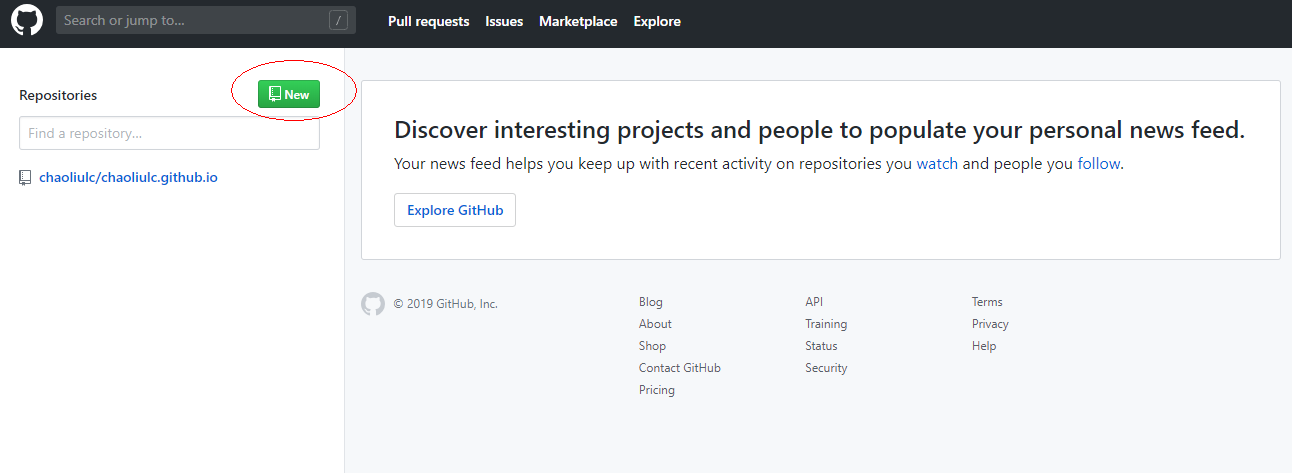 Search or jump to... /
Pull requests Issues Marketplace Explore
Repositories
New
Find a repository...
chaoliulc/chaoliulc.github.io
Discover interesting projects and people to populate your personal news feed.
Your news feed helps you keep up with recent activity on repositories you watch and people you follow.
Explore GitHub
© 2019 GitHub, Inc.
Blog
About
Shop
Contact GitHub
Pricing
API
Training
Status
Security
Terms
Privacy
Help